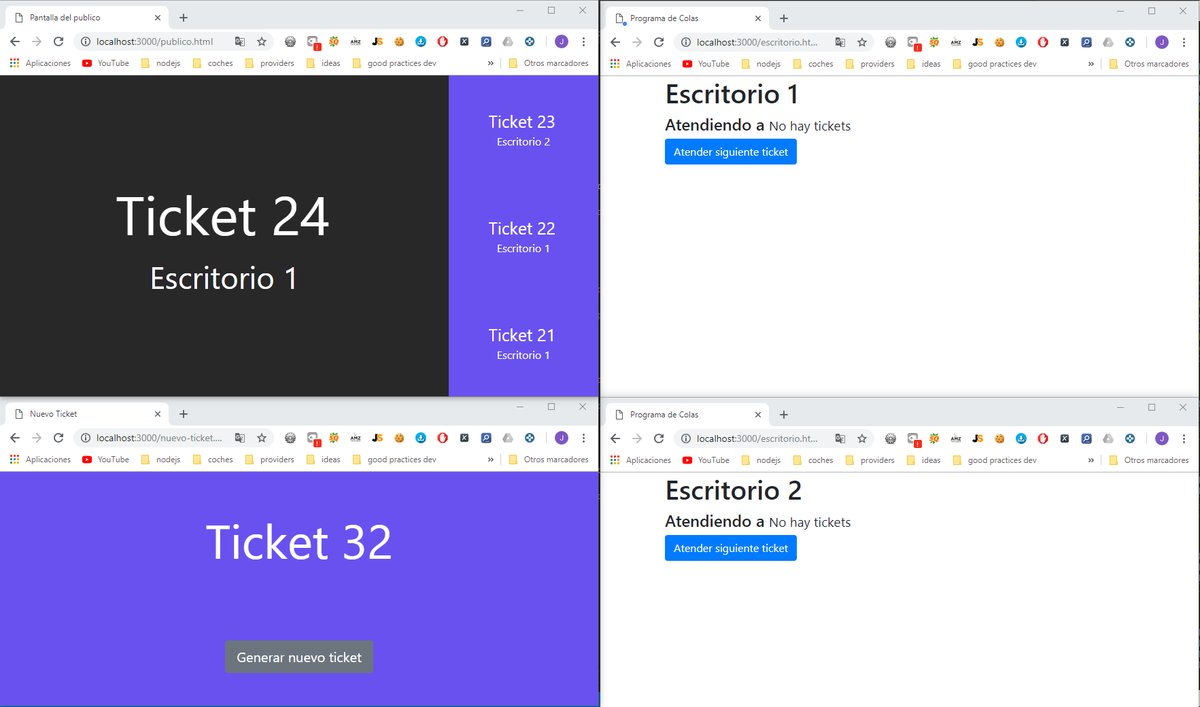 Pantalla del publico
localhost:3000/publico.html
Aplicaciones YouTube nodejs coches providers ideas good practices dev » Otros marcadores
Ticket 24
Escritorio 1
Ticket 23
Escritorio 2
Ticket 22
Escritorio 1
Ticket 21
Escritorio 1
Programa de Colas
localhost:3000/escritorio.ht...
Aplicaciones YouTube nodejs coches providers ideas good practices dev » Otros marcadores
Escritorio 1
Atendiendo a No hay tickets
Atender siguiente ticket
Nuevo Ticket
localhost:3000/nuevo-ticket....
Aplicaciones YouTube nodejs coches providers ideas good practices dev » Otros marcadores
Ticket 32
Generar nuevo ticket
Programa de Colas
localhost:3000/escritorio.ht...
Aplicaciones YouTube nodejs coches providers ideas good practices dev » Otros marcadores
Escritorio 2
Atendiendo a No hay tickets
Atender siguiente ticket